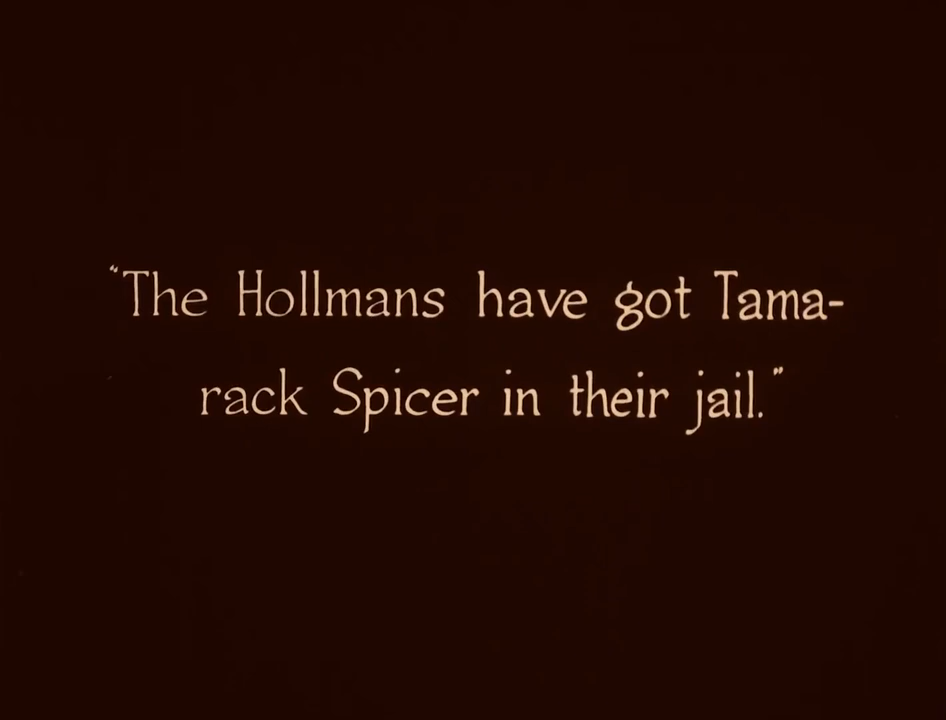 "The Hollmans have got Tama-
rack Spicer in their jail."